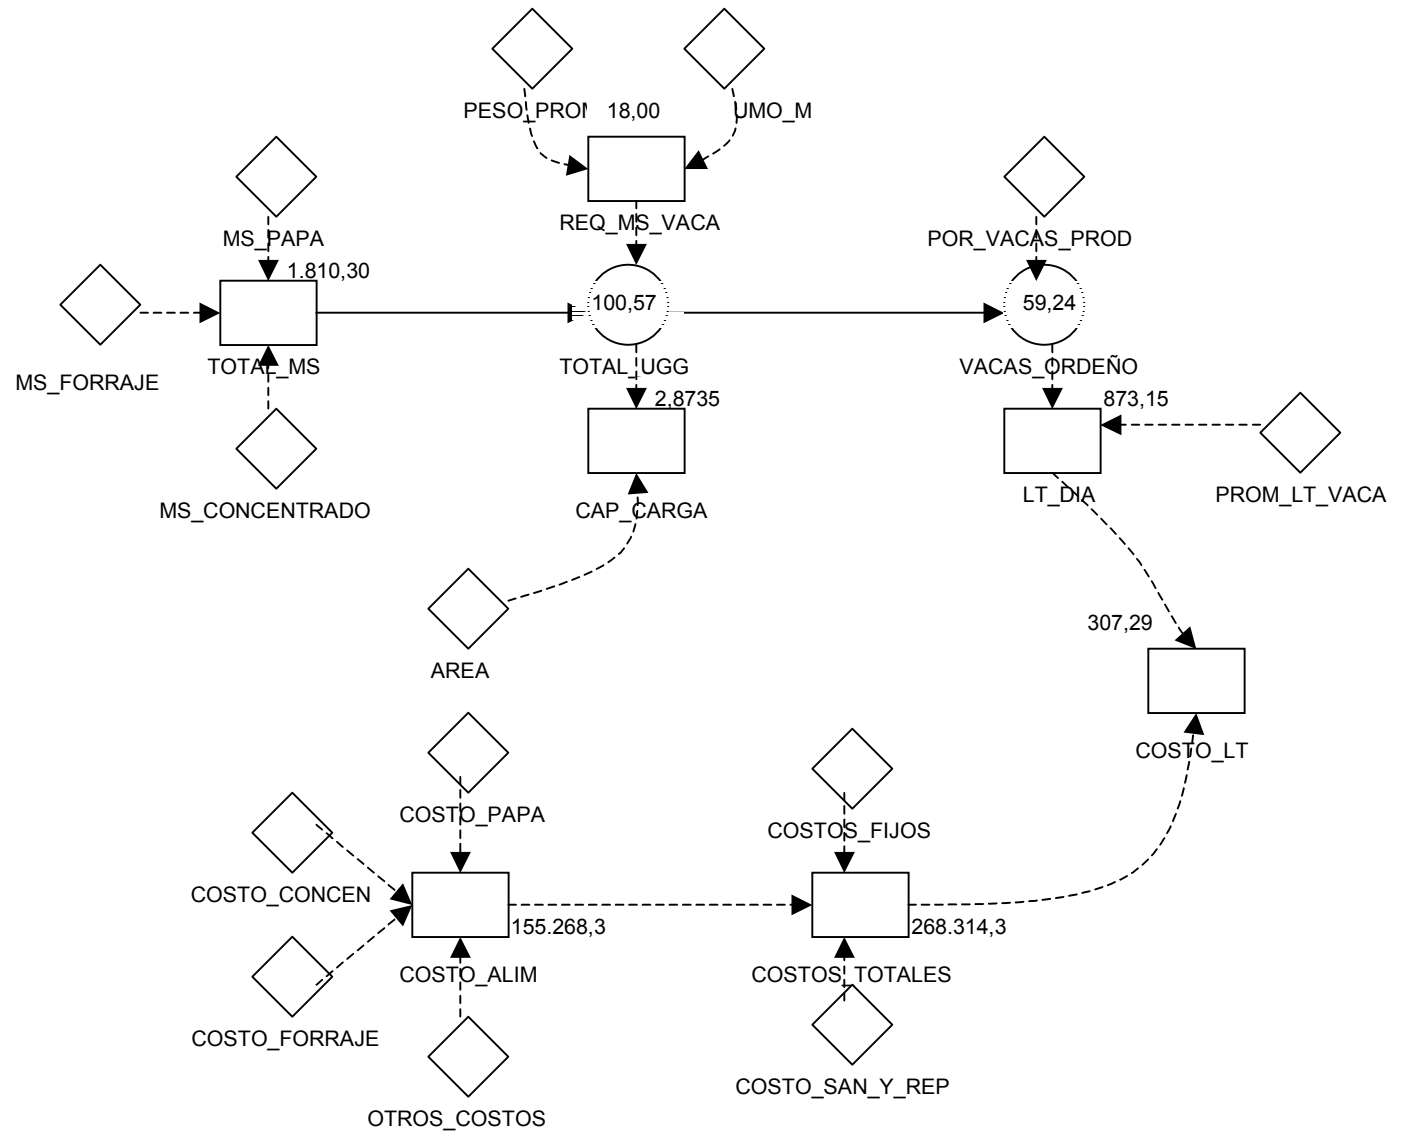 PESO_PROM
18,00
UMO_M
MS_PAPA
REQ_MS_VACA
POR_VACAS_PROD
1.810,30
100,57
59,24
TOTAL_MS
TOTAL_UGG
VACAS_ORDEÑO
MS_FORRAJE
2,8735
873,15
MS_CONCENTRADO
CAP_CARGA
LT_DIA
PROM_LT_VACA
307,29
AREA
COSTO_LT
COSTO_PAPA
COSTOS_FIJOS
COSTO_CONCEN
155.268,3
268.314,3
COSTO_ALIM
COSTOS_TOTALES
COSTO_FORRAJE
COSTO_SAN_Y_REP
OTROS_COSTOS